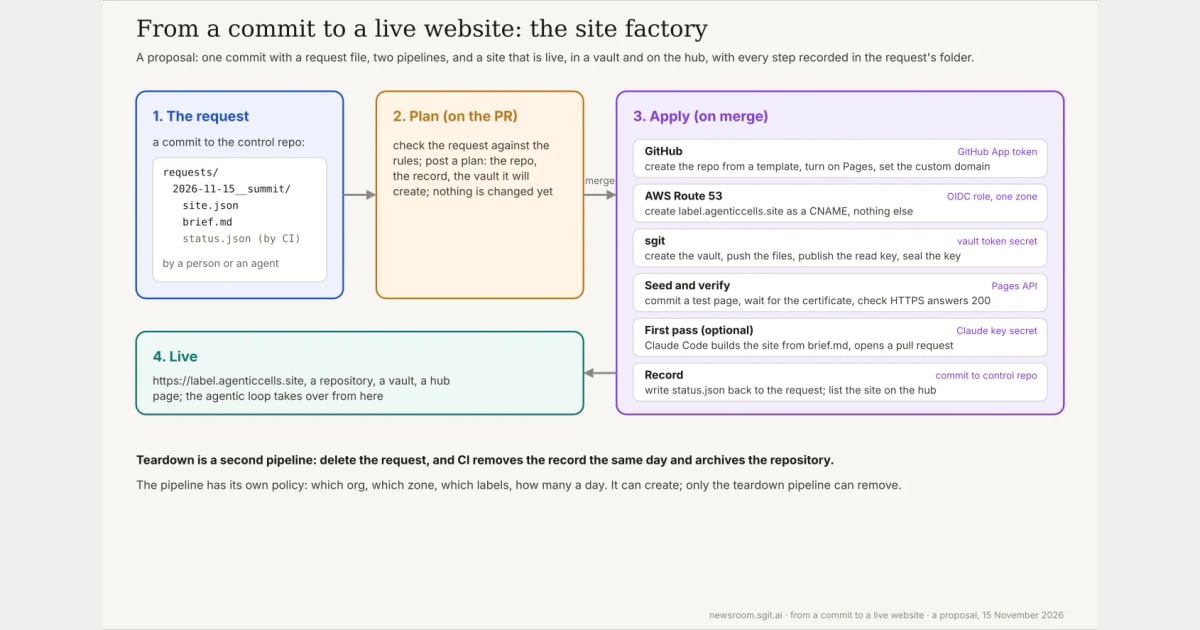 From a commit to a live website: the site factory
A proposal: one commit with a request file, two pipelines, and a site that is live, in a vault and on the hub, with every step recorded in the request's folder.
1. The request
a commit to the control repo:
requests/
2026-11-15__summit/
site.json
brief.md
status.json (by CI)
by a person or an agent
2. Plan (on the PR)
check the request against the
rules; post a plan: the repo,
the record, the vault it will
create; nothing is changed yet
merge
3. Apply (on merge)
GitHub
GitHub App token
create the repo from a template, turn on Pages, set the custom domain
AWS Route 53
OIDC role, one zone
create label.agenticcells.site as a CNAME, nothing else
sgit
vault token secret
create the vault, push the files, publish the read key, seal the key
Seed and verify
Pages API
commit a test page, wait for the certificate, check HTTPS answers 200
First pass (optional)
Claude key secret
Claude Code builds the site from brief.md, opens a pull request
Record
commit to control repo
write status.json back to the request; list the site on the hub
4. Live
https://label.agenticcells.site, a repository, a vault, a hub
page; the agentic loop takes over from here
Teardown is a second pipeline: delete the request, and CI removes the record the same day and archives the repository.
The pipeline has its own policy: which org, which zone, which labels, how many a day. It can create; only the teardown pipeline can remove.
newsroom.sgit.ai · from a commit to a live website · a proposal, 15 November 2026